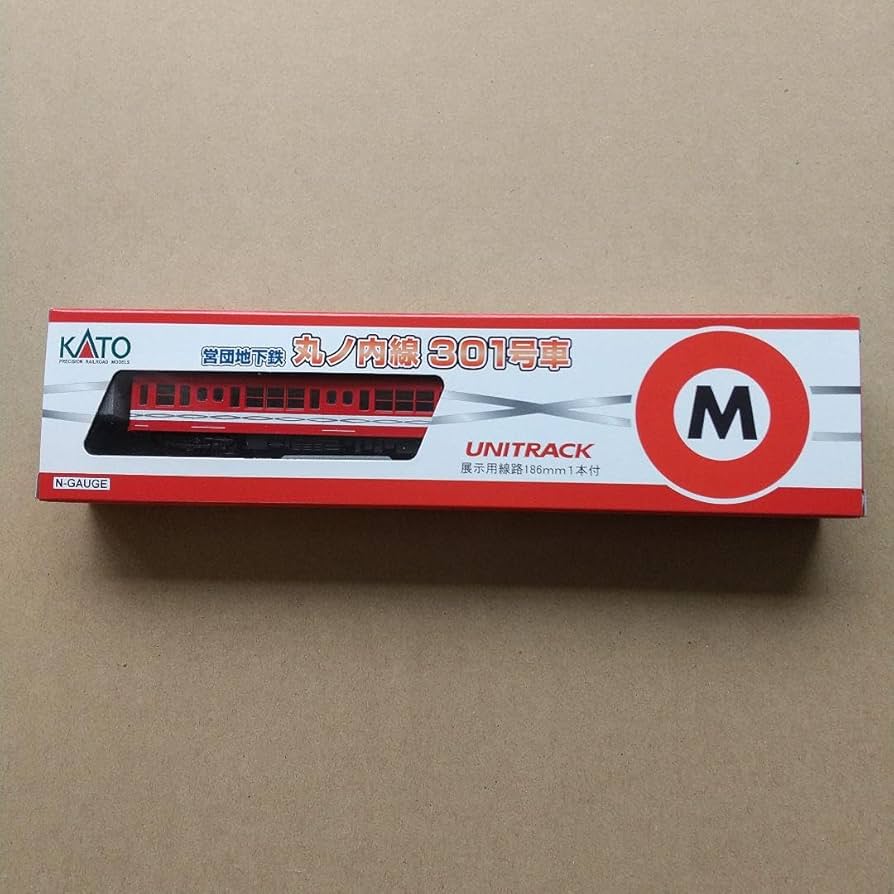 KATO
PRECISION RAILROAD MODELS
営団地下鉄 丸ノ内線 301号車
UNITRACK
展示用線路186mm1本付
M
N-GAUGE